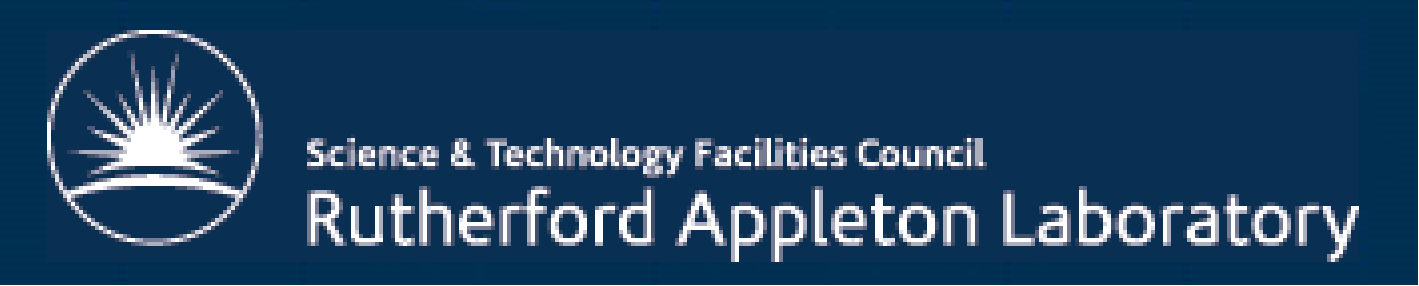 Science & Technology Facilities Council
Rutherford Appleton Laboratory